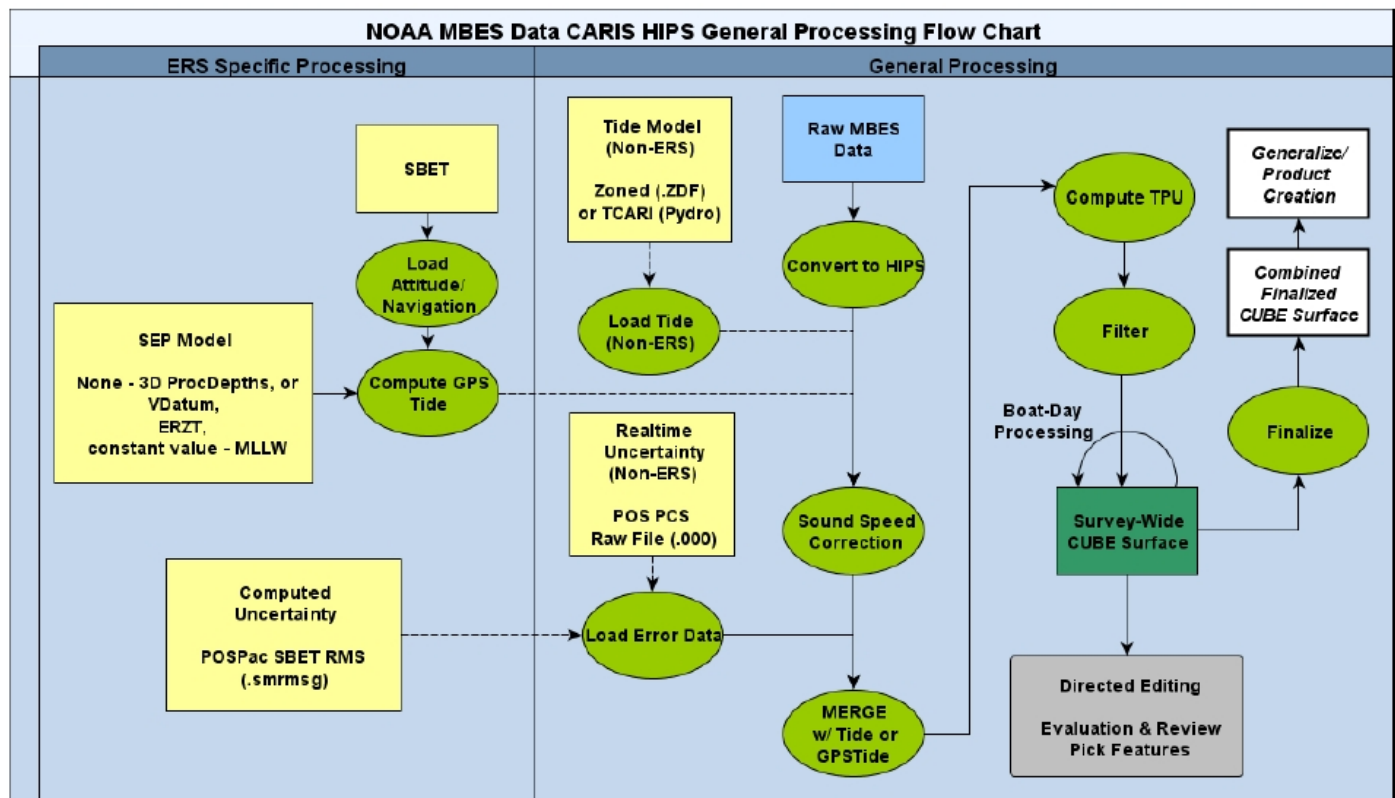 NOAA MBES Data CARIS HIPS General Processing Flow Chart
ERS Specific Processing
General Processing
SBET
Load
Attitude/
Navigation
SEP Model
None - 3D ProcDepths, or
VDatum,
ERZT,
constant value - MLLW
Compute GPS
Tide
Computed
Uncertainty
POSPac SBET RMS
(.smrmsg)
Tide Model
(Non-ERS)
Zoned (.ZDF)
or TCARI (Pydro)
Load Tide
(Non-ERS)
Realtime
Uncertainty
(Non-ERS)
POS PCS
Raw File (.000)
Load Error Data
Raw MBES
Data
Convert to HIPS
Sound Speed
Correction
MERGE
w/ Tide or
GPSTide
Compute TPU
Filter
Boat-Day
Processing
Survey-Wide
CUBE Surface
Directed Editing
Evaluation & Review
Pick Features
Generalize/
Product
Creation
Combined
Finalized
CUBE Surface
Finalize